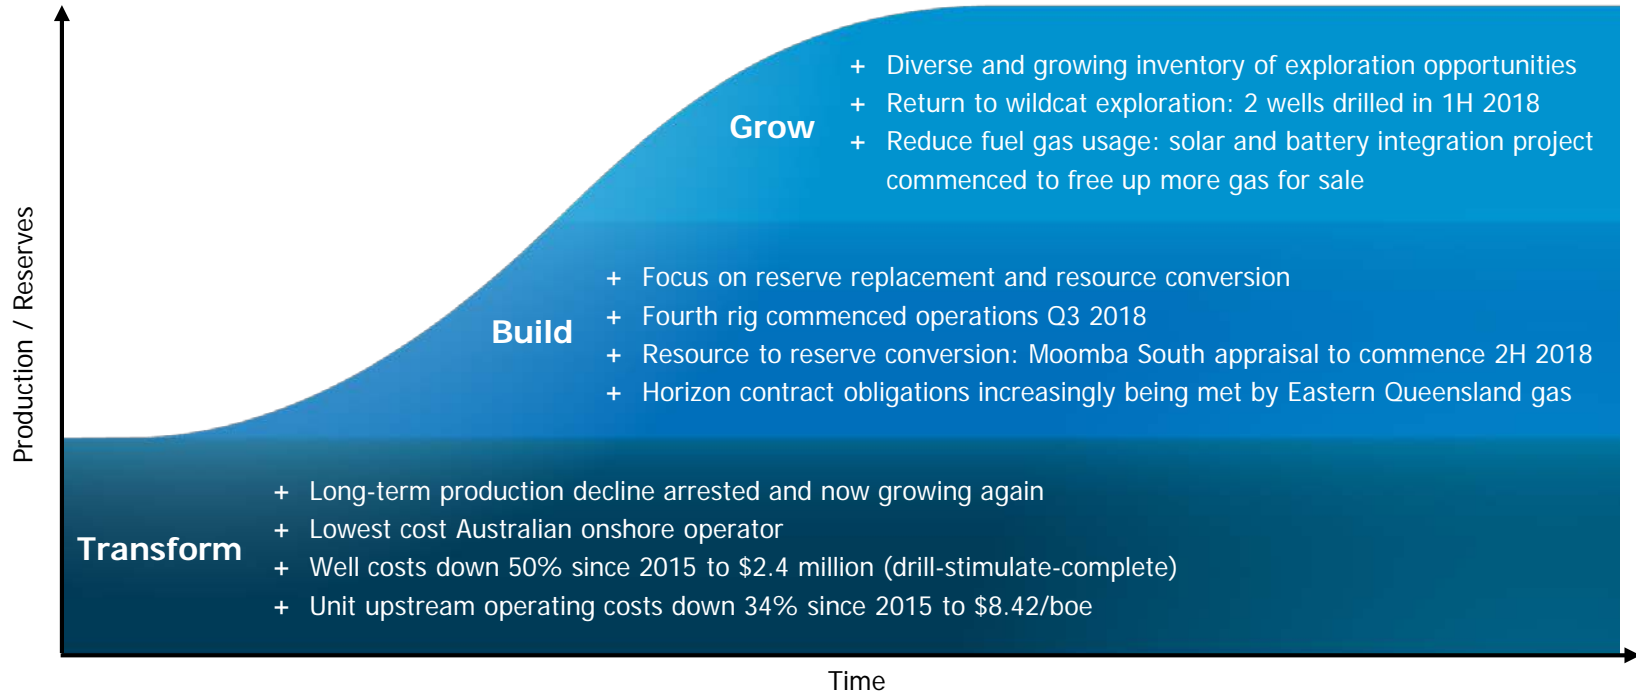 Production / Reserves
Grow
+ Diverse and growing inventory of exploration opportunities
+ Return to wildcat exploration: 2 wells drilled in 1H 2018
+ Reduce fuel gas usage: solar and battery integration project
commenced to free up more gas for sale
Build
+ Focus on reserve replacement and resource conversion
+ Fourth rig commenced operations Q3 2018
+ Resource to reserve conversion: Moomba South appraisal to commence 2H 2018
+ Horizon contract obligations increasingly being met by Eastern Queensland gas
Transform
+ Long-term production decline arrested and now growing again
+ Lowest cost Australian onshore operator
+ Well costs down 50% since 2015 to $2.4 million (drill-stimulate-complete)
+ Unit upstream operating costs down 34% since 2015 to $8.42/boe
Time